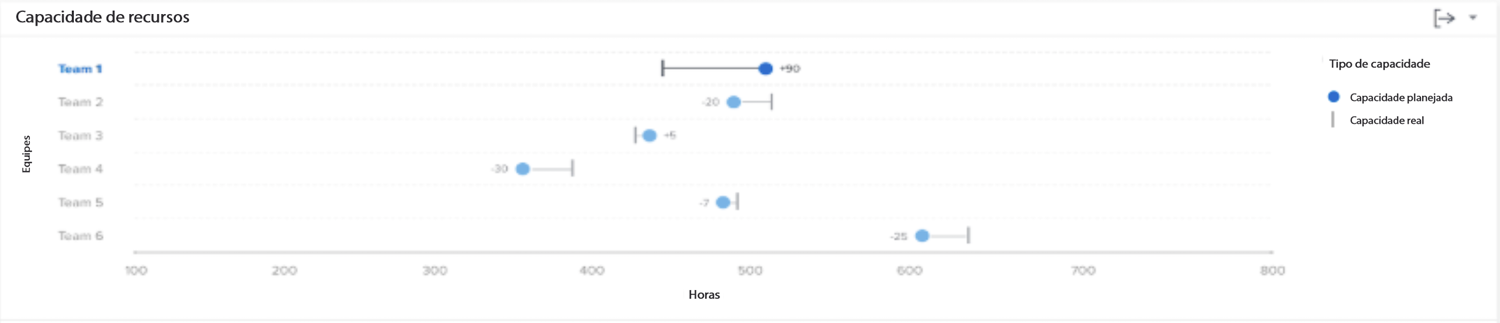 Capacidade de recursos
Tipo de capacidade
Capacidade planejada
Capacidade real
Equipes
Team 1 +90
Team 2 -20
Team 3 +5
Team 4 -30
Team 5 -7
Team 6 -25
100 200 300 400 500 600 700 800
Horas